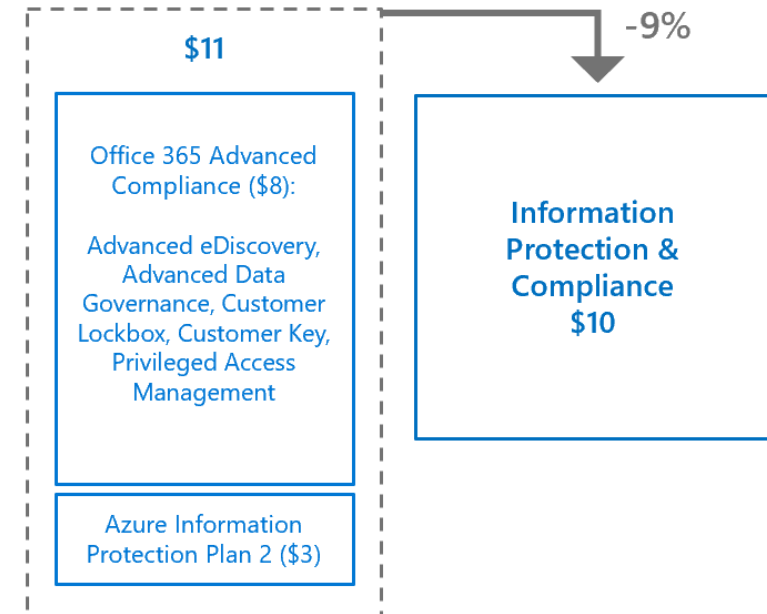 $11
-9%
Office 365 Advanced
Compliance ($8):
Advanced eDiscovery,
Advanced Data
Governance, Customer
Lockbox, Customer Key,
Privileged Access
Management
Azure Information
Protection Plan 2 ($3)
Information
Protection &
Compliance
$10